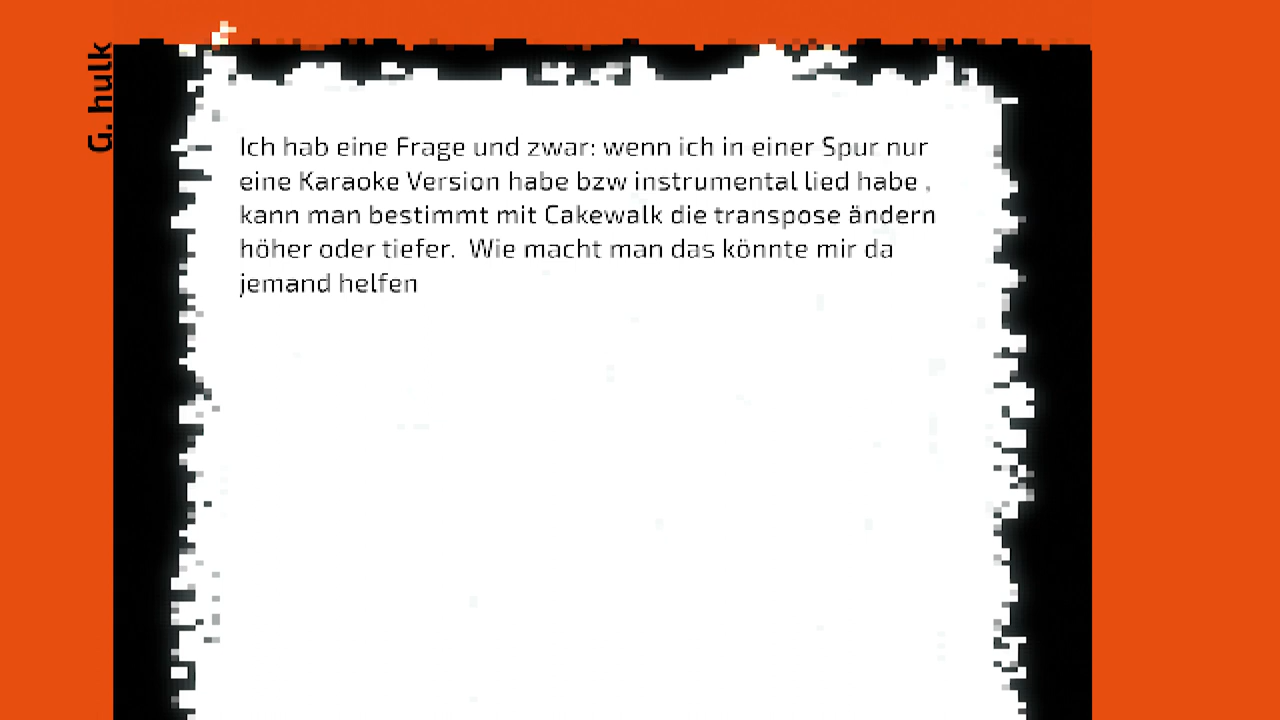 G. hulk
Ich hab eine Frage und zwar: wenn ich in einer Spur nur
eine Karaoke Version habe bzw instrumental lied habe ,
kann man bestimmt mit Cakewalk die transpose ändern
höher oder tiefer.  Wie macht man das könnte mir da
jemand helfen